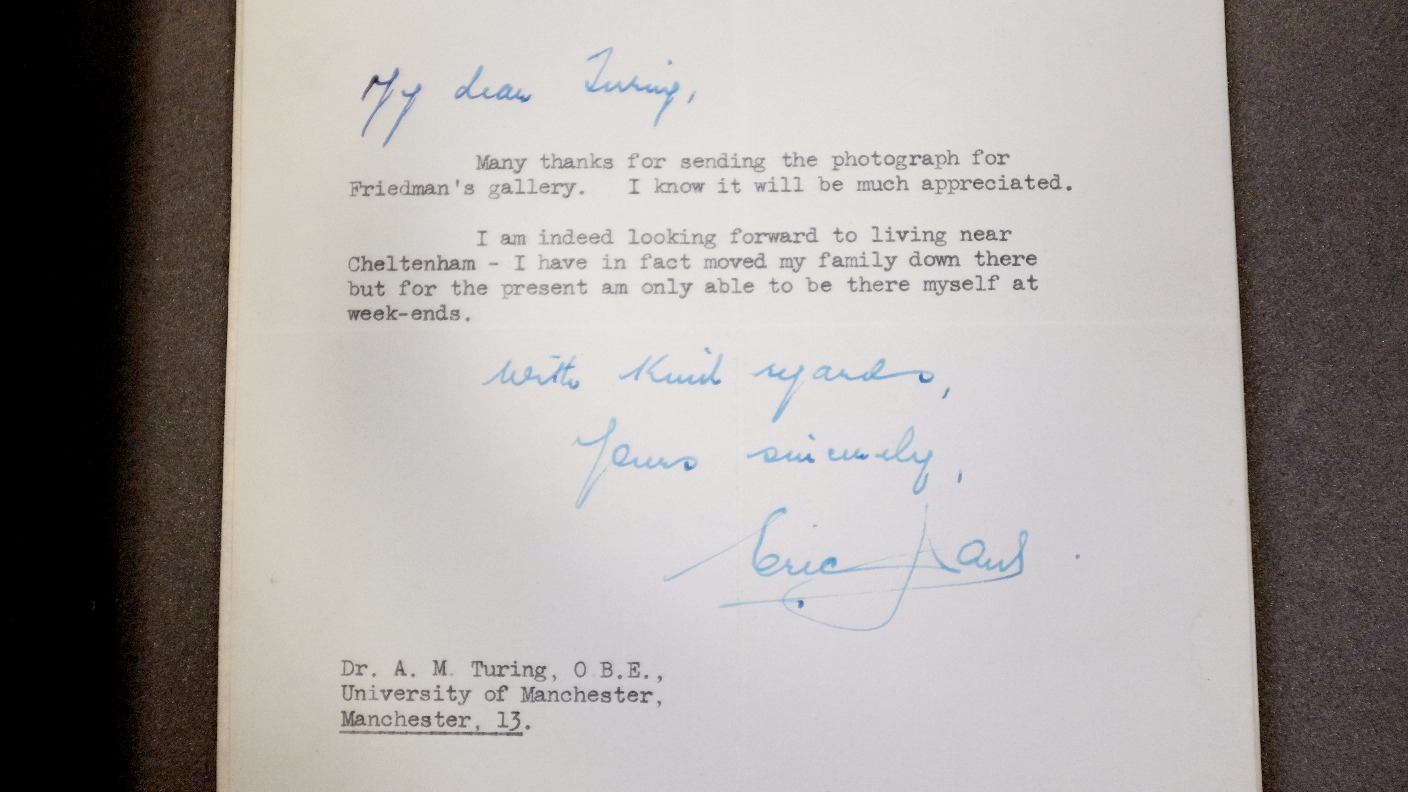 My dear Turing,
Many thanks for sending the photograph for
Friedman's gallery. I know it will be much appreciated.
I am indeed looking forward to living near
Cheltenham - I have in fact moved my family down there
but for the present am only able to be there myself at
week-ends.
With kind regards,
Yours sincerely,
Eric
Dr. A. M. Turing, O B.E.,
University of Manchester,
Manchester, 13.